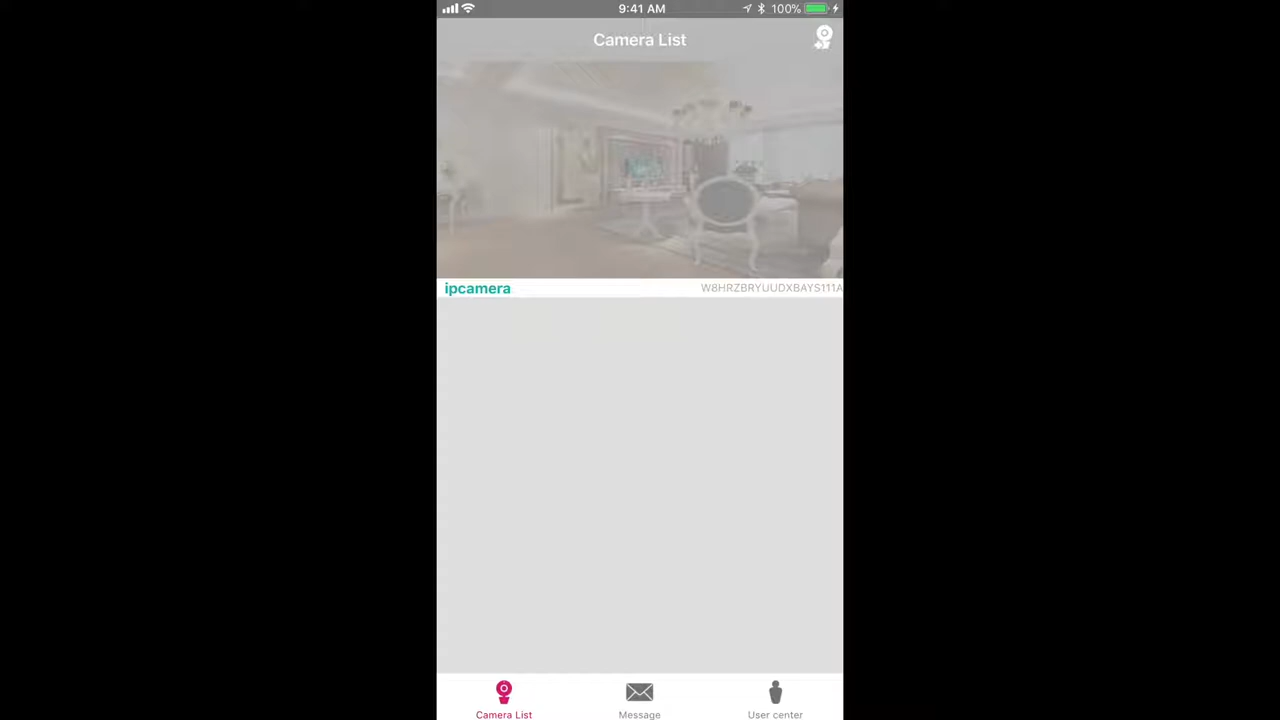 9:41 AM
100%
Camera List
ipcamera
W8HRZBRYUUDXBAYS111A
Camera List
Message
User center